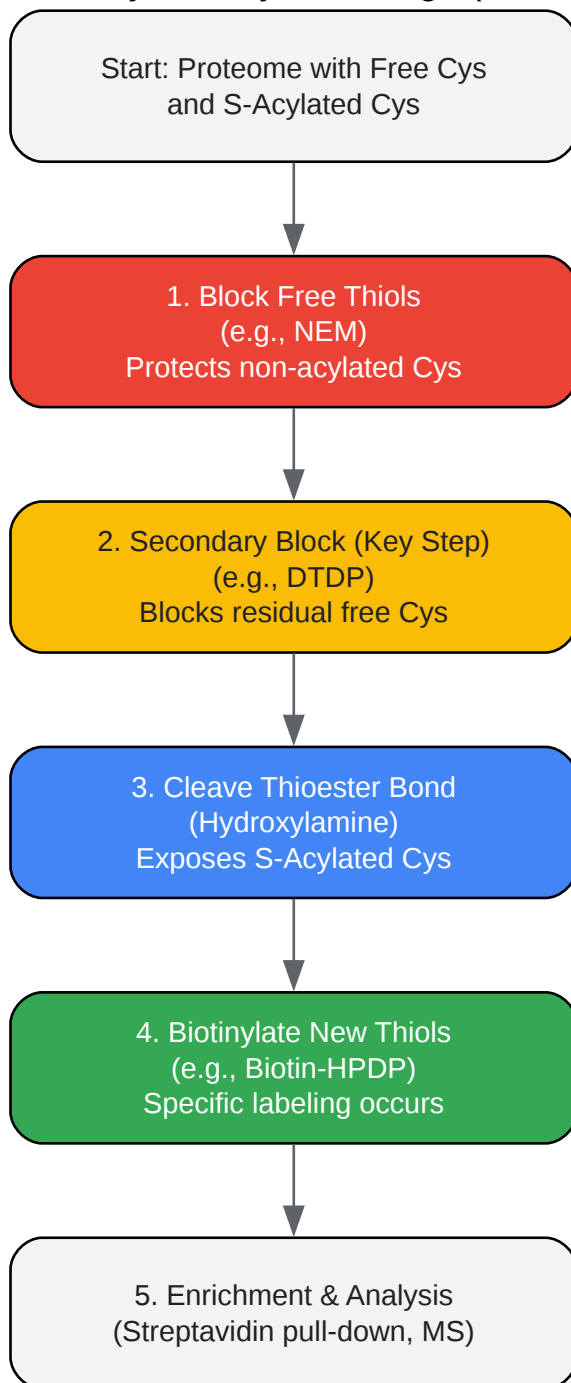 Start: Proteome with Free Cys
and S-Acylated Cys
1. Block Free Thiols
(e.g., NEM)
Protects non-acylated Cys
2. Secondary Block (Key Step)
(e.g., DTDP)
Blocks residual free Cys
3. Cleave Thioester Bond
(Hydroxylamine)
Exposes S-Acylated Cys
4. Biotinylate New Thiols
(e.g., Biotin-HPDP)
Specific labeling occurs
5. Enrichment & Analysis
(Streptavidin pull-down, MS)